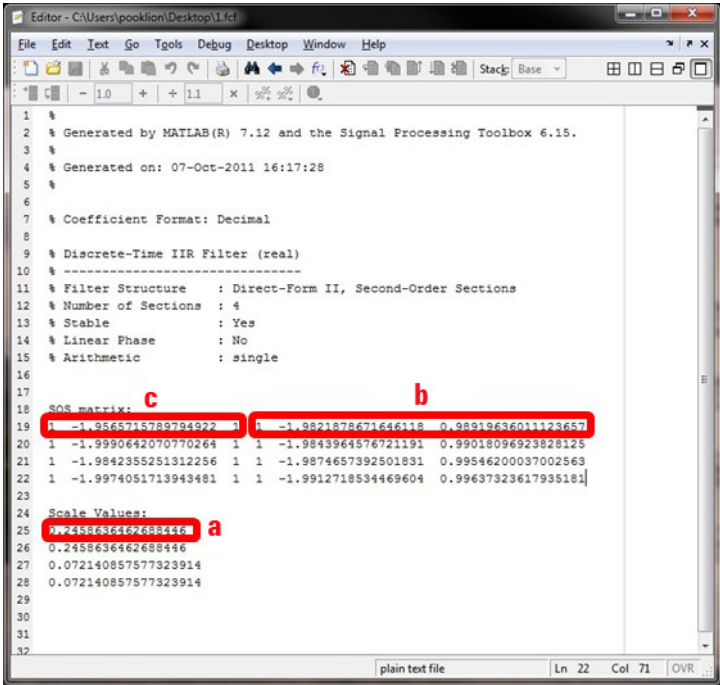 Editor - C:\Users\pooklion\Desktop\1.fcf
File Edit Text Go Tools Debug Desktop Window Help
Stack: Base
- 1.0 + ÷ 1.1 ×
1 %
2 % Generated by MATLAB(R) 7.12 and the Signal Processing Toolbox 6.15.
3 %
4 % Generated on: 07-Oct-2011 16:17:28
5 %
6
7 % Coefficient Format: Decimal
8
9 % Discrete-Time IIR Filter (real)
10 % -------------------------------
11 % Filter Structure : Direct-Form II, Second-Order Sections
12 % Number of Sections : 4
13 % Stable : Yes
14 % Linear Phase : No
15 % Arithmetic : single
16
17
c b
18 SOS matrix:
19 1 -1.9565715789794922 1 1 -1.9821878671646118 0.98919636011123657
20 1 -1.9990642070770264 1 1 -1.9843964576721191 0.99018096923828125
21 1 -1.9842355251312256 1 1 -1.9874657392501831 0.99546200037002563
22 1 -1.9974051713943481 1 1 -1.9912718534469604 0.99637323617935181
23
24 Scale Values:
25 0.2458636462688446 a
26 0.2458636462688446
27 0.072140857577323914
28 0.072140857577323914
29
30
31
32
plain text file Ln 22 Col 71 OVR